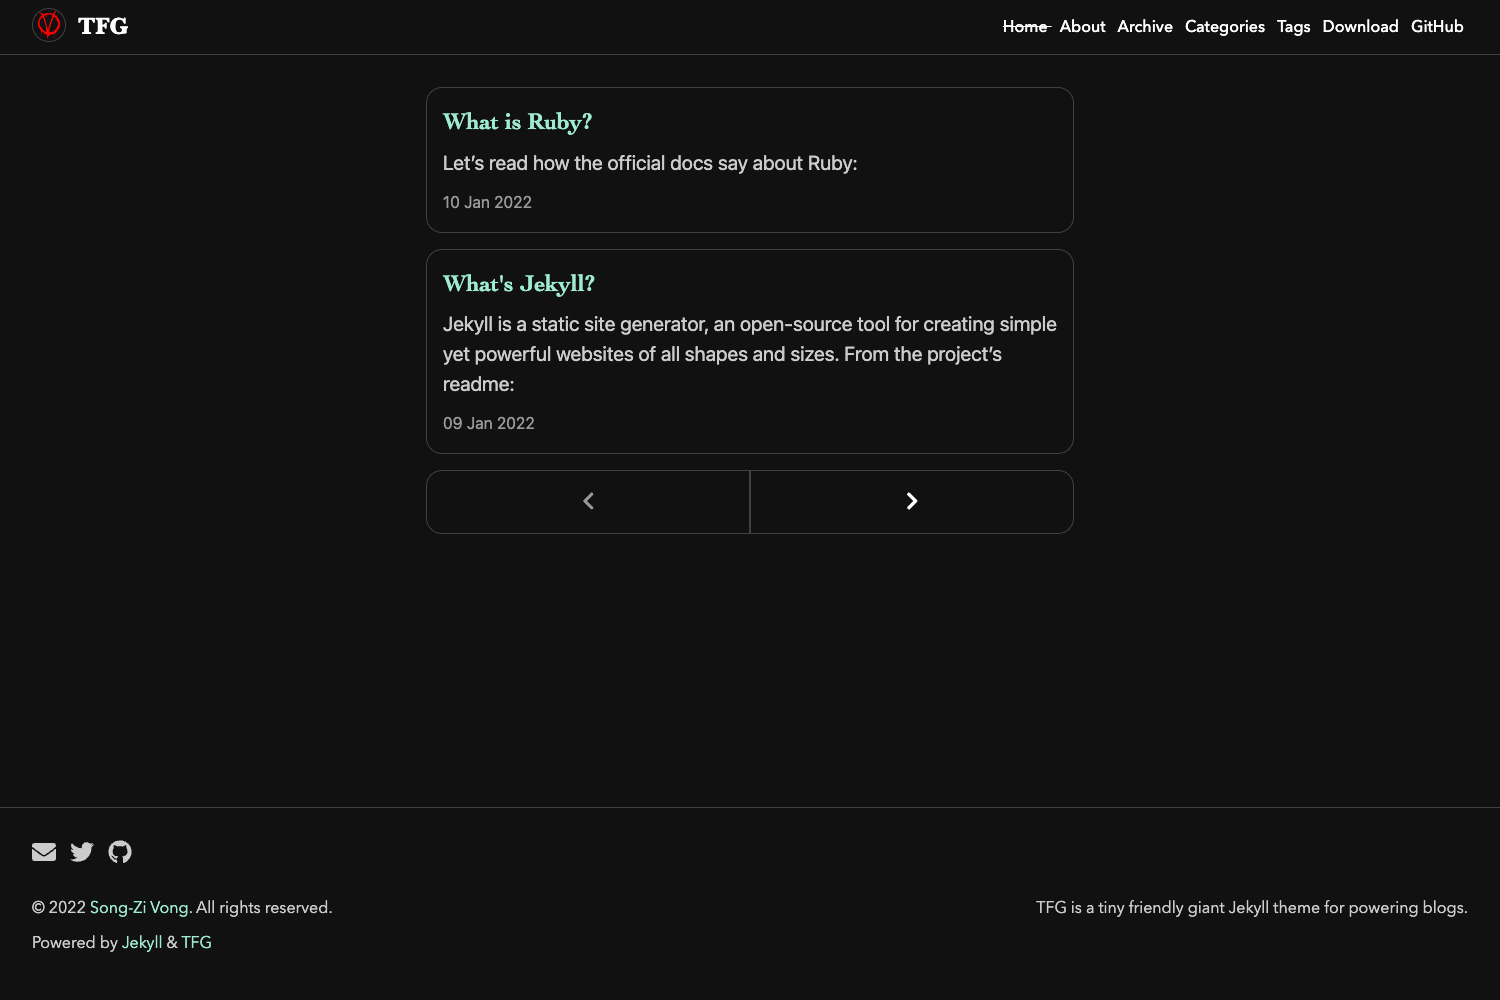 TFG
Home About Archive Categories Tags Download GitHub
What is Ruby?
Let’s read how the official docs say about Ruby:
10 Jan 2022
What's Jekyll?
Jekyll is a static site generator, an open-source tool for creating simple
yet powerful websites of all shapes and sizes. From the project’s
readme:
09 Jan 2022
© 2022 Song-Zi Vong. All rights reserved.
TFG is a tiny friendly giant Jekyll theme for powering blogs.
Powered by Jekyll & TFG